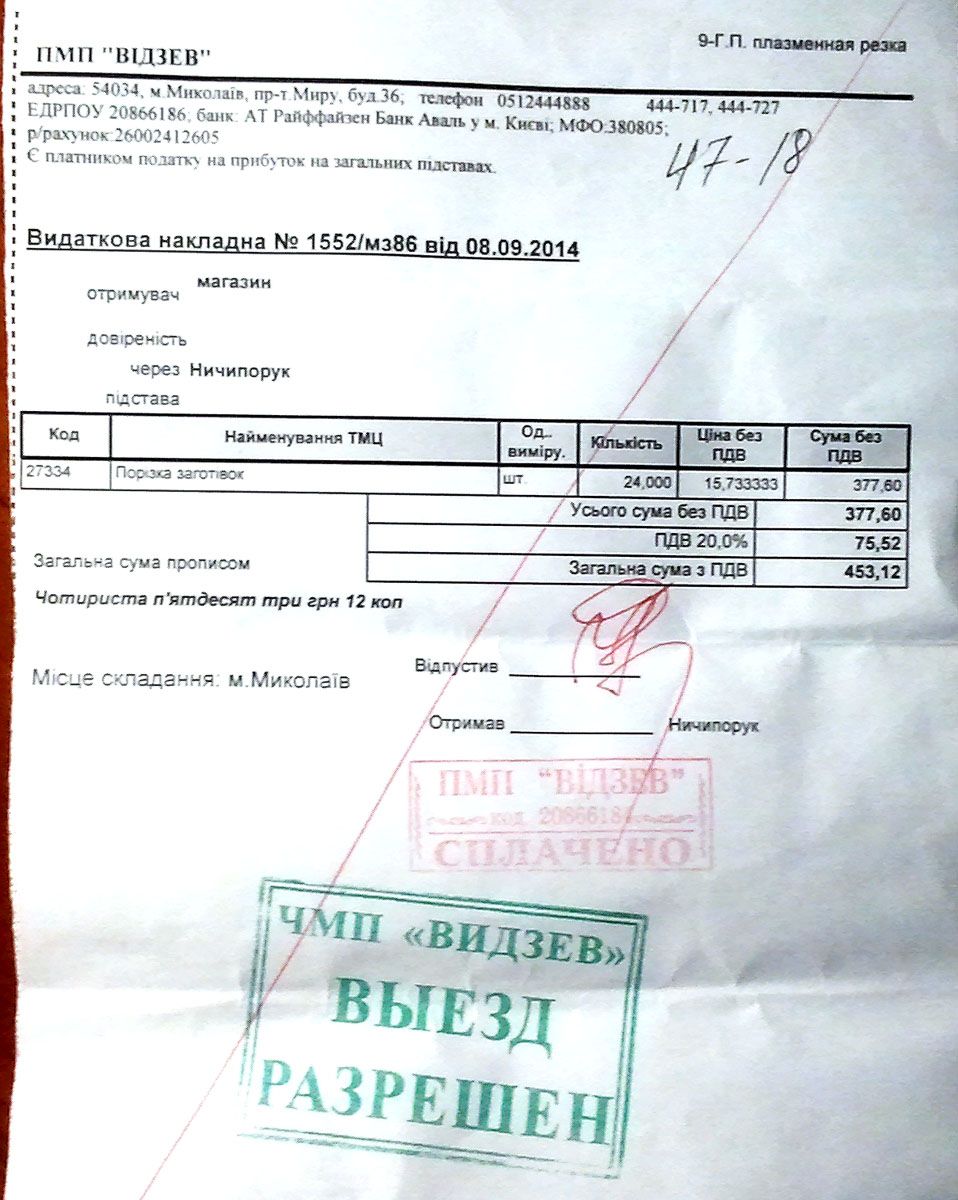 9-Г.П. плазменная резка
ПМП "ВІДЗЕВ"
адреса: 54034, м.Миколаїв, пр-т.Миру, буд.36; телефон 0512444888 444-717, 444-727
ЕДРПОУ 20866186; банк: АТ Райффайзен Банк Аваль у м. Києві; МФО:380805;
р/рахунок:26002412605
Є платником податку на прибуток на загальних підставах.
47-18
Видаткова накладна № 1552/мз86 від 08.09.2014
отримувач магазин
довіреність
через Ничипорук
підстава
Код Найменування ТМЦ Од.. виміру. Кількість Ціна без ПДВ Сума без ПДВ
27334 Порізка заготівок шт. 24,000 15,733333 377,60
Усього сума без ПДВ 377,60
ПДВ 20,0% 75,52
Загальна сума прописом Загальна сума з ПДВ 453,12
Чотириста п'ятдесят три грн 12 коп
Місце складання: м.Миколаїв Відпустив
Отримав Ничипорук
ПМП "ВІДЗЕВ"
код 20866186
СПЛАЧЕНО
ЧМП «ВИДЗЕВ»
ВЫЕЗД
РАЗРЕШЕН